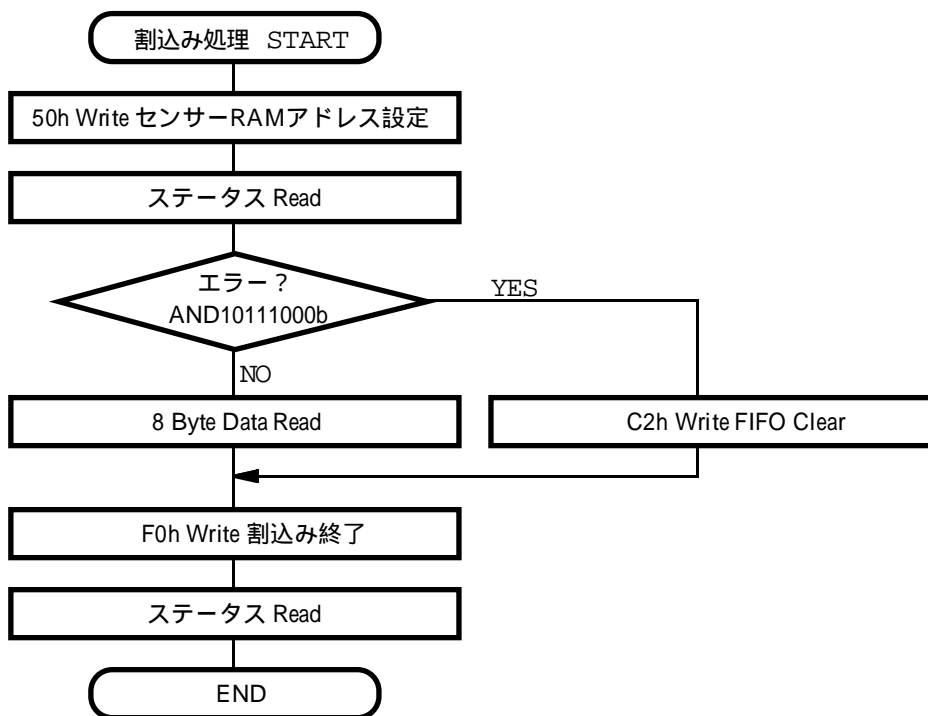 割込み処理 START
50h Write センサーRAMアドレス設定
ステータス Read
エラー？
AND10111000b
YES
NO
8 Byte Data Read
C2h Write FIFO Clear
F0h Write 割込み終了
ステータス Read
END